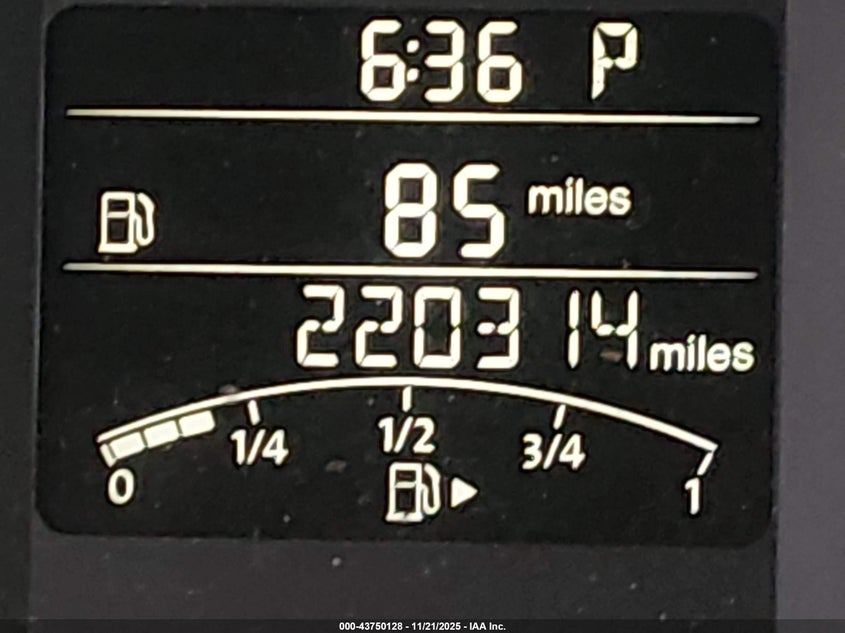 6:36 P
85 miles
220314 miles
1/4 1/2 3/4
0 1
000-43750128 - 11/21/2025 - IAA Inc.